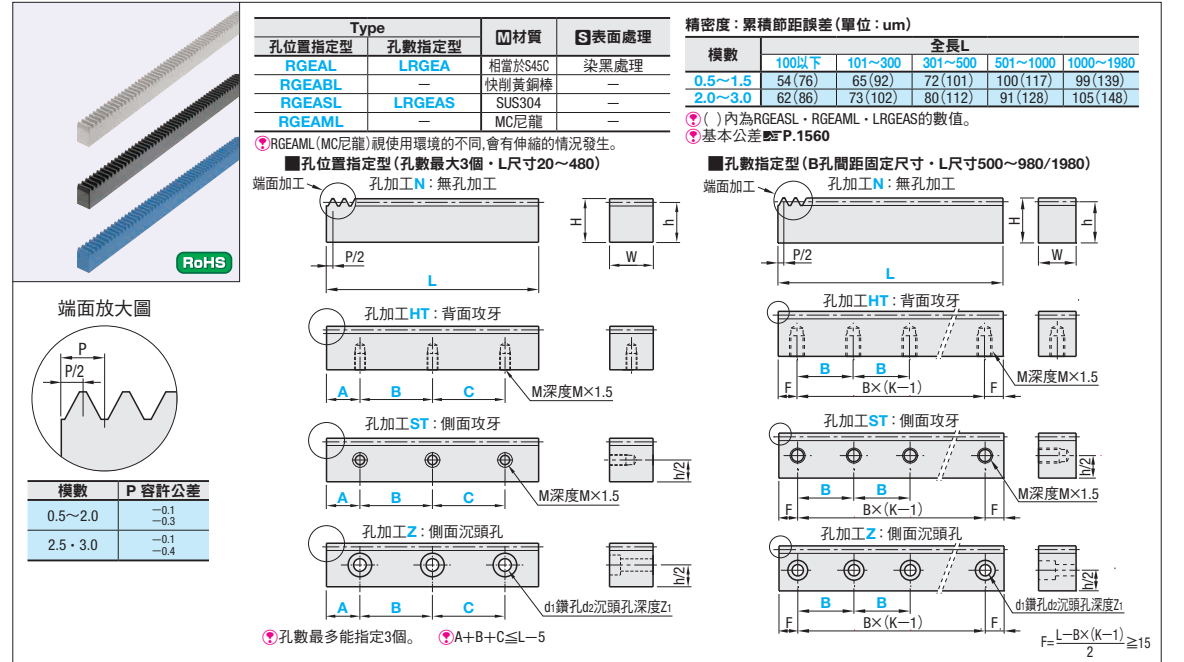 RoHS
端面放大圖
P
P/2
模數 P 容許公差
0.5～2.0 －0.1 －0.3
2.5・3.0 －0.1 －0.4
Type M材質 S表面處理
孔位置指定型 孔數指定型
RGEAL LRGEA 相當於S45C 染黑處理
RGEABL － 快削黃銅棒 －
RGEASL LRGEAS SUS304 －
RGEAML － MC尼龍 －
RGEAML(MC尼龍)視使用環境的不同,會有伸縮的情況發生。
精密度：累積節距誤差(單位：um)
模數 全長L
100以下 101～300 301～500 501～1000 1000～1980
0.5～1.5 54(76) 65(92) 72(101) 100(117) 99(139)
2.0～3.0 62(86) 73(102) 80(112) 91(128) 105(148)
( )內為RGEASL・RGEAML・LRGEAS的數值。
基本公差 P.1560
■孔位置指定型(孔數最大3個・L尺寸20～480)
端面加工 孔加工N：無孔加工
H h
P/2 W
L
孔加工HT：背面攻牙
A B C M深度M×1.5
孔加工ST：側面攻牙
h/2
A B C M深度M×1.5
孔加工Z：側面沉頭孔
h/2
A B C d1鑽孔d2沉頭孔深度Z1
孔數最多能指定3個。 A＋B＋C≦L－5
■孔數指定型(B孔間距固定尺寸・L尺寸500～980/1980)
端面加工 孔加工N：無孔加工
H h
P/2 W
L
孔加工HT：背面攻牙
B B M深度M×1.5
F B×(K－1) F
孔加工ST：側面攻牙
h/2
B B M深度M×1.5
F B×(K－1) F
孔加工Z：側面沉頭孔
h/2
B B d1鑽孔d2沉頭孔深度Z1
F B×(K－1) F
F=L－B×(K－1)/2≧15